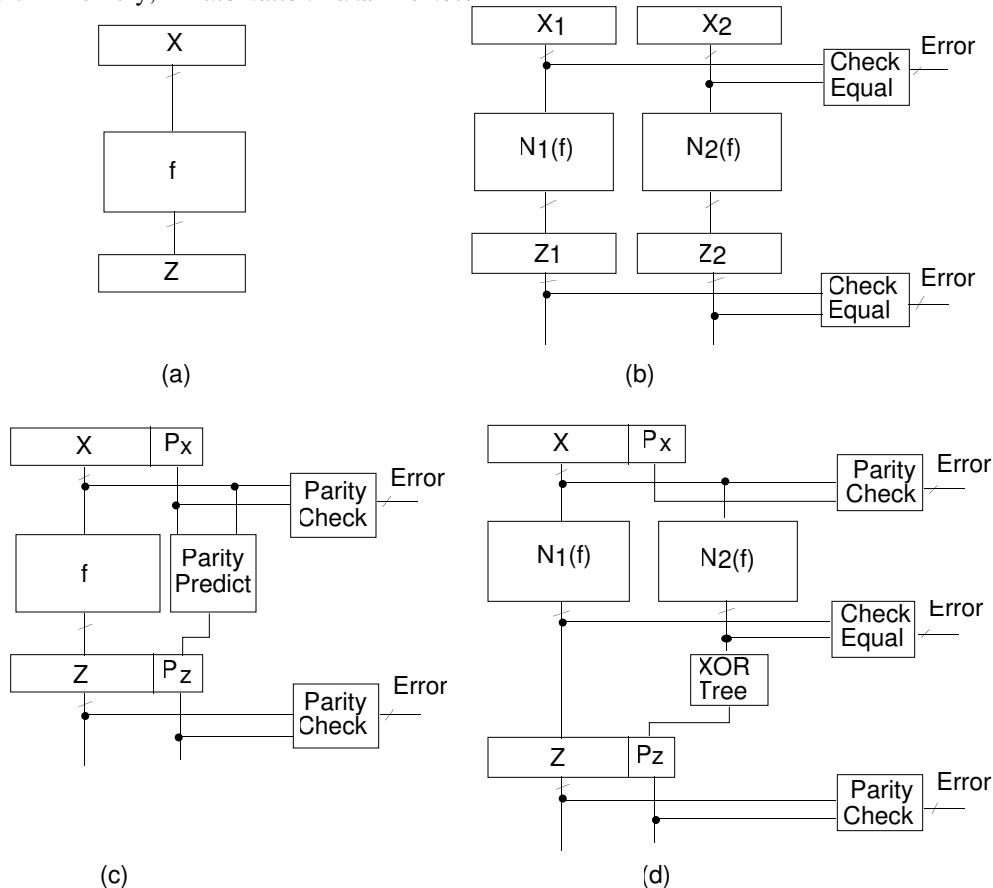 X
f
Z
(a)
X1
X2
Check
Equal
Error
N1(f)
N2(f)
Z1
Z2
Check
Equal
Error
(b)
X
Px
Parity
Check
Error
f
Parity
Predict
Z
Pz
Parity
Check
Error
(c)
X
Px
Parity
Check
Error
N1(f)
N2(f)
Check
Equal
Error
XOR
Tree
Z
Pz
Parity
Check
Error
(d)